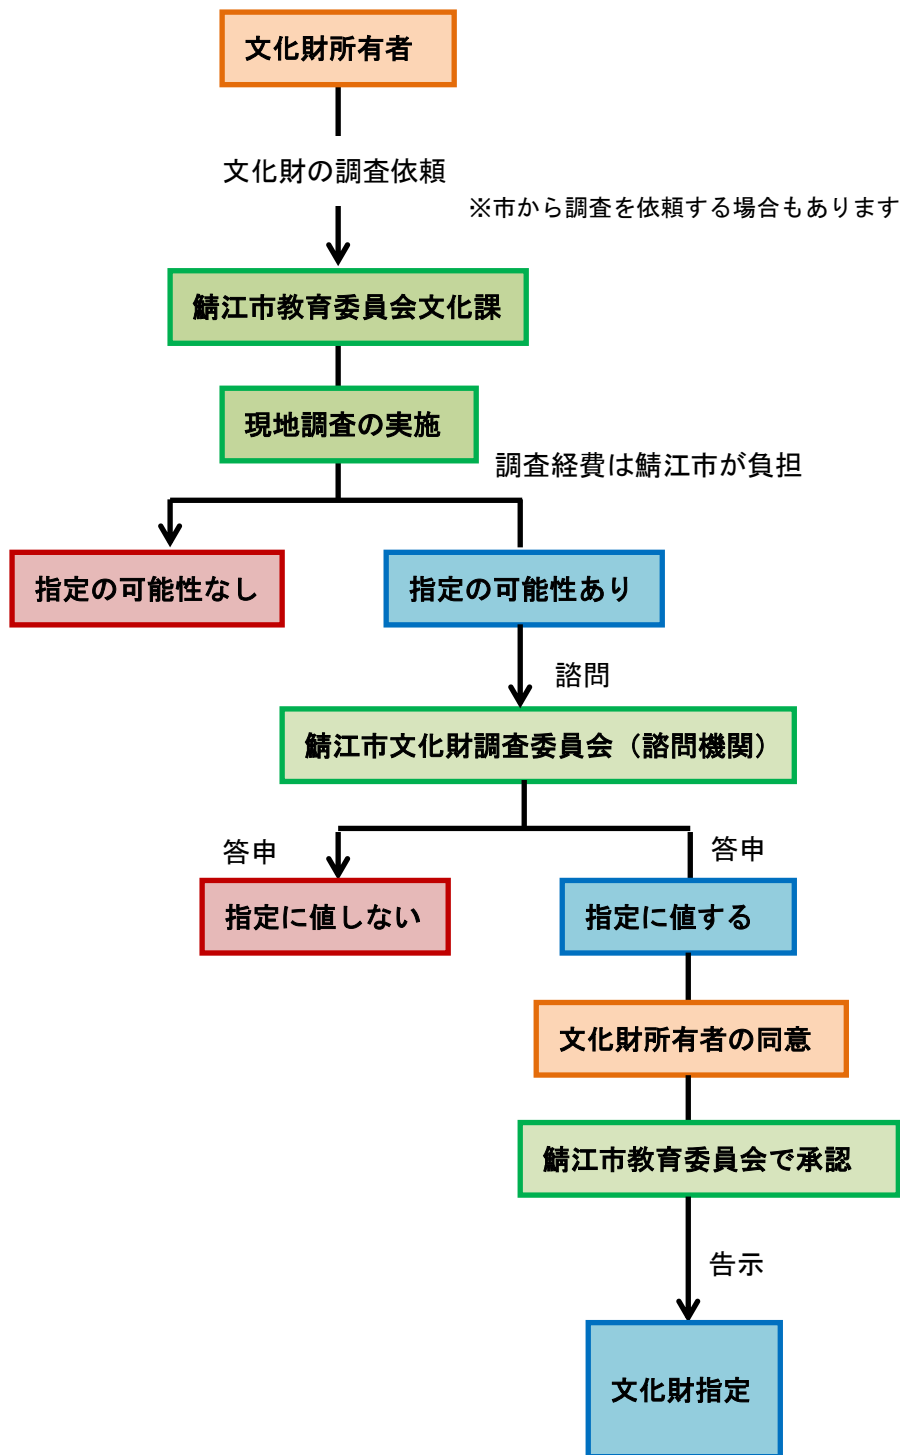 文化財所有者
文化財の調査依頼
※市から調査を依頼する場合もあります
鯖江市教育委員会文化課
現地調査の実施
調査経費は鯖江市が負担
指定の可能性なし
指定の可能性あり
諮問
鯖江市文化財調査委員会（諮問機関）
答申
答申
指定に値しない
指定に値する
文化財所有者の同意
鯖江市教育委員会で承認
告示
文化財指定